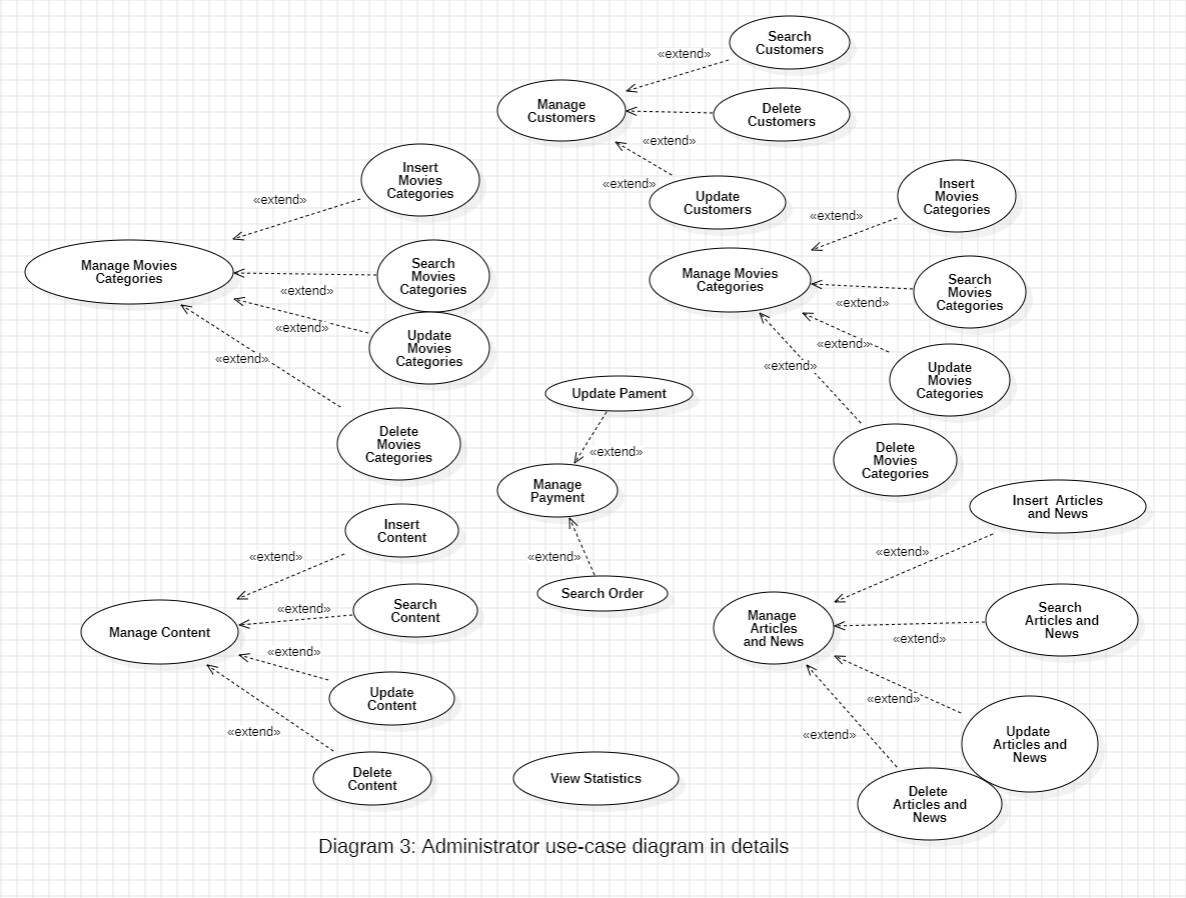 Search
Customers
«extend»
Manage
Customers
Delete
Customers
«extend»
«extend»
Update
Customers
Insert
Movies
Categories
«extend»
Manage Movies
Categories
Search
Movies
Categories
«extend»
«extend»
Update
Movies
Categories
«extend»
Delete
Movies
Categories
Insert
Movies
Categories
«extend»
Manage Movies
Categories
Search
Movies
Categories
«extend»
«extend»
Update
Movies
Categories
«extend»
Delete
Movies
Categories
Update Pament
«extend»
Manage
Payment
«extend»
Search Order
Insert
Content
«extend»
Manage Content
Search
Content
«extend»
«extend»
Update
Content
«extend»
Delete
Content
Insert Articles
and News
«extend»
Manage
Articles
and News
Search
Articles and
News
«extend»
«extend»
Update
Articles and
News
«extend»
Delete
Articles and
News
View Statistics
Diagram 3: Administrator use-case diagram in details